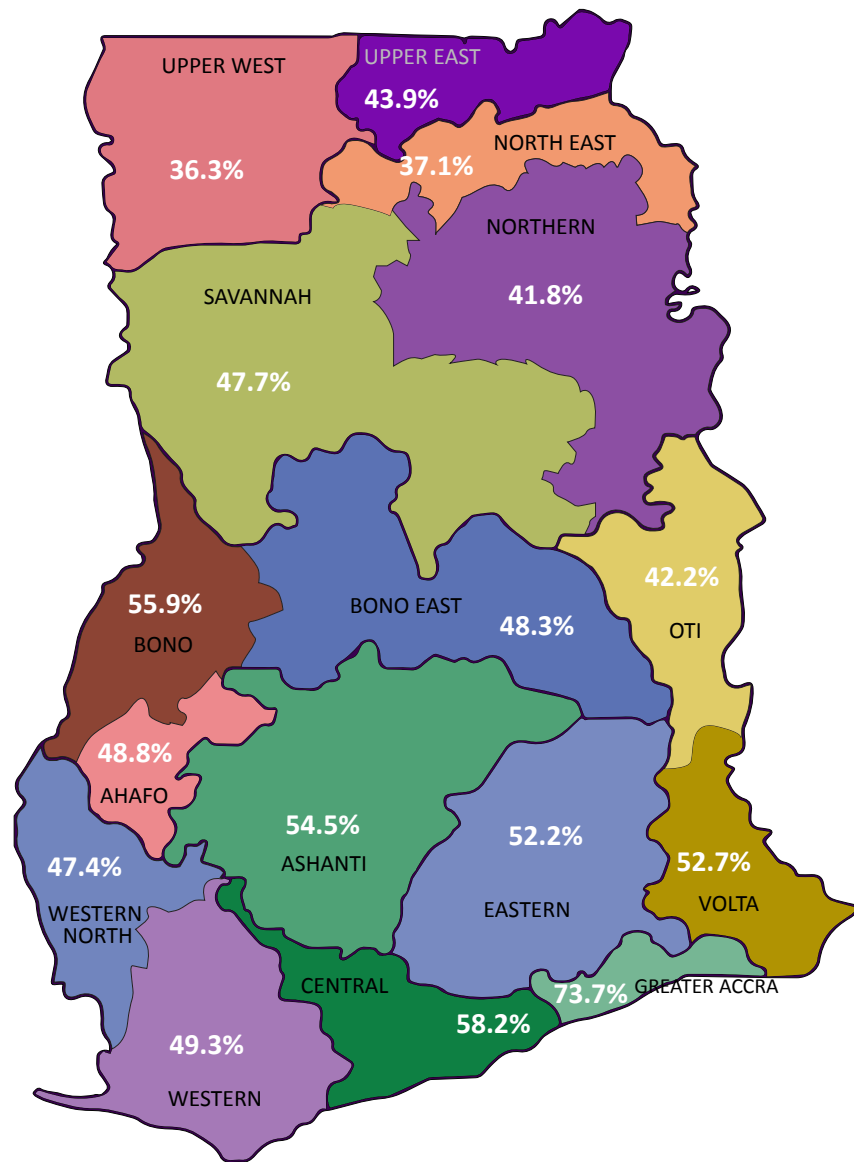 UPPER WEST
36.3%
UPPER EAST
43.9%
NORTH EAST
37.1%
NORTHERN
41.8%
SAVANNAH
47.7%
55.9%
BONO
BONO EAST
48.3%
42.2%
OTI
48.8%
AHAFO
54.5%
ASHANTI
52.2%
EASTERN
52.7%
VOLTA
47.4%
WESTERN
NORTH
CENTRAL
58.2%
73.7%
GREATER ACCRA
49.3%
WESTERN